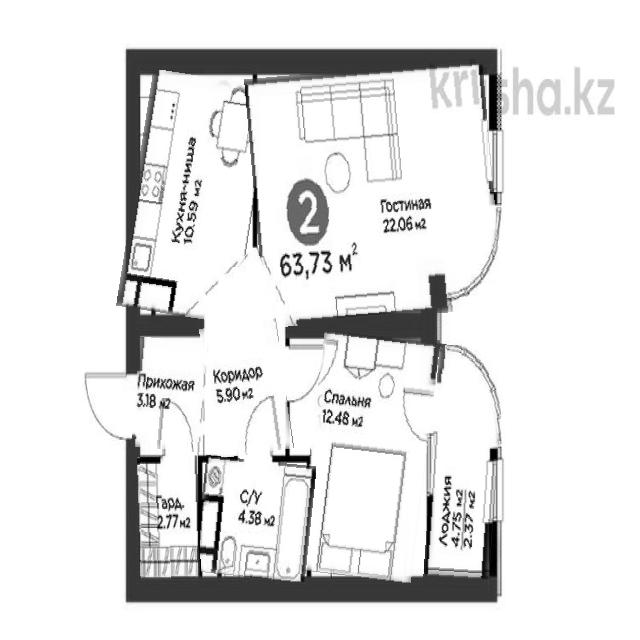 krisha.kz
Кухня-ниша
10.59 м2
2
63,73 м2
Гостиная
22.06 м2
Прихожая
3.18 м2
Коридор
5.90 м2
Спальня
12.48 м2
Гард.
2.77 м2
С/У
4.38 м2
Лоджия
4.75 м2
2.37 м2